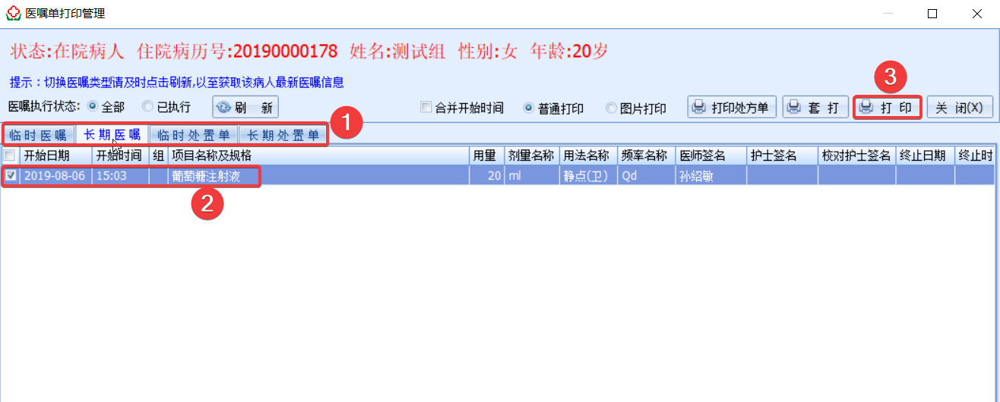 医嘱单打印管理
状态:在院病人 住院病历号:20190000178 姓名:测试组 性别:女 年龄:20岁
提示：切换医嘱类型请及时点击刷新,以至获取该病人最新医嘱信息
3
医嘱执行状态: 全部 已执行 刷 新 合并开始时间 普通打印 图片打印 打印处方单 套 打 打 印 关 闭(X)
1
临时医嘱 长期医嘱 临时处置单 长期处置单
开始日期 开始时间 组 项目名称及规格 用量 剂量名称 用法名称 频率名称 医师签名 护士签名 校对护士签名 终止日期 终止时
2019-08-06 15:03 葡萄糖注射液 20 ml 静点(卫) Qd 孙绍敏
2